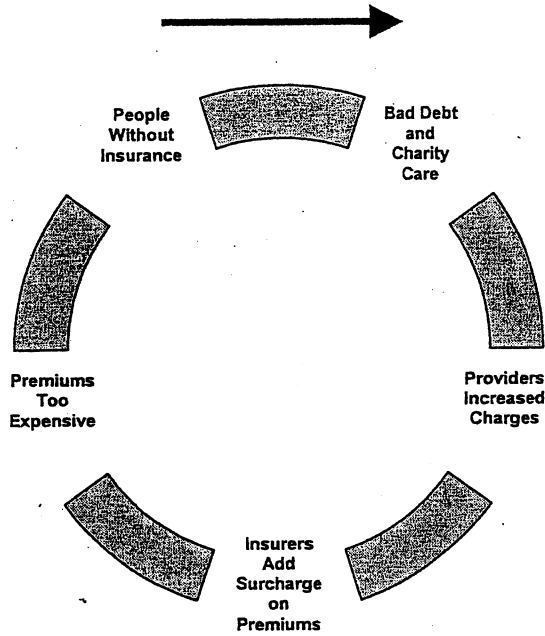 People
Without
Insurance
Bad Debt
and
Charity
Care
Providers
Increased
Charges
Insurers
Add
Surcharge
on
Premiums
Premiums
Too
Expensive